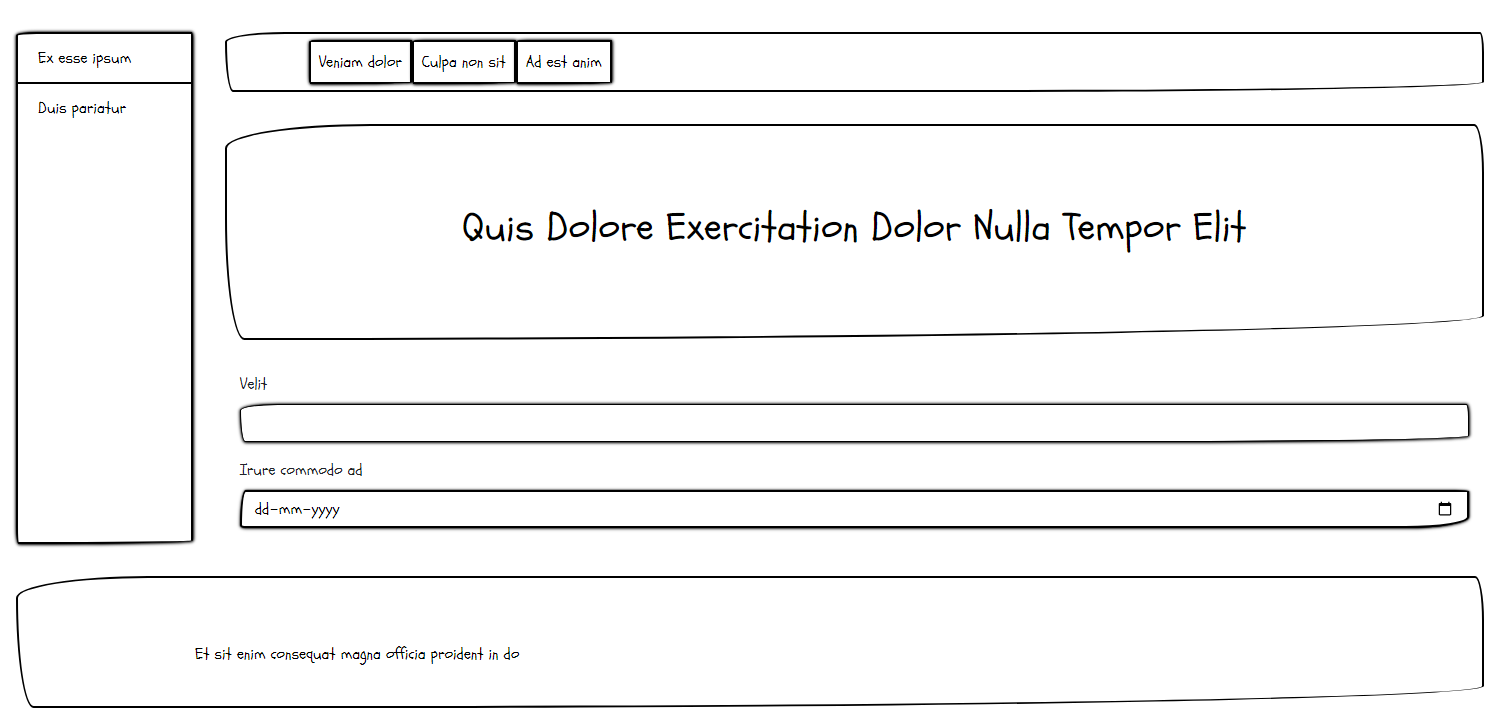 Ex esse ipsum
Duis pariatur
Veniam dolor
Culpa non sit
Ad est anim
Quis Dolore Exercitation Dolor Nulla Tempor Elit
Velit
Irure commodo ad
dd-mm-yyyy
Et sit enim consequat magna officia proident in do